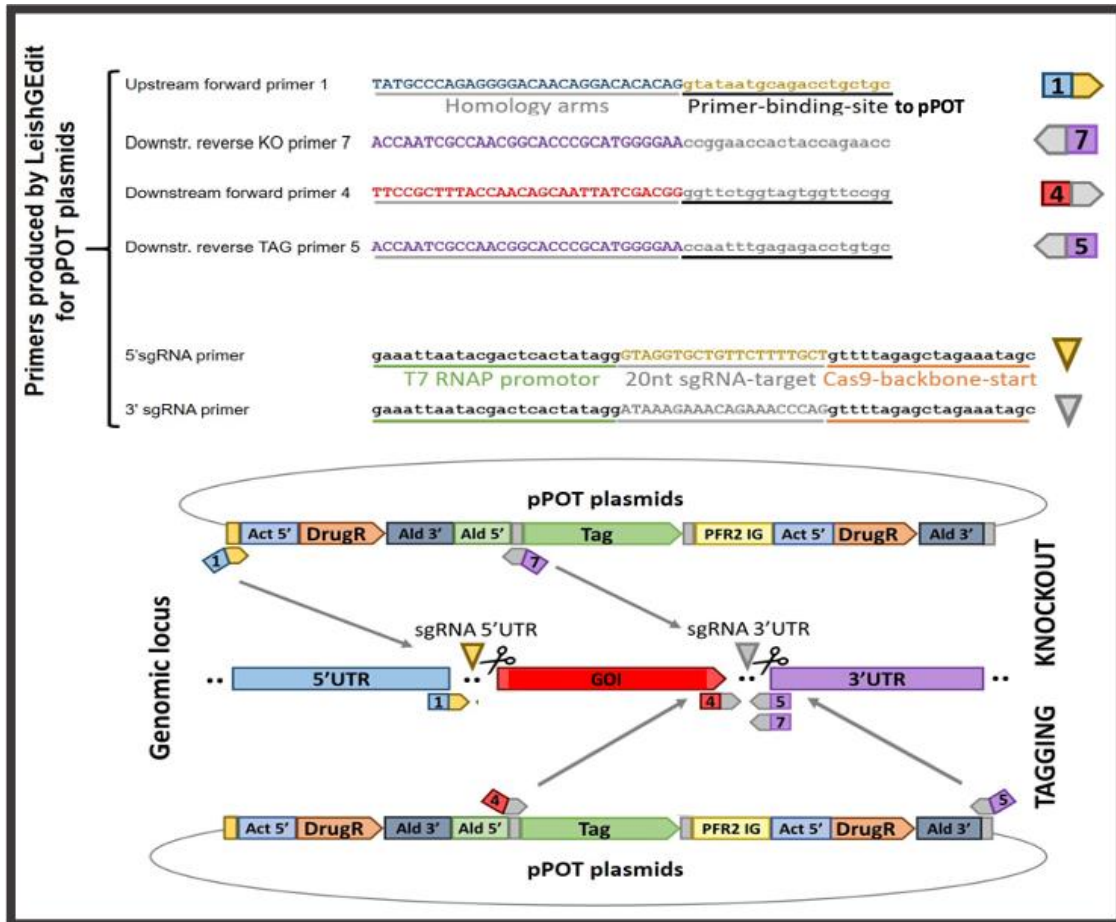 Primers produced by LeishGEdit
for pPOT plasmids
Upstream forward primer 1 TATGCCCAGAGGGGACAACAGGACACACAGgtataatgcagacctgctgc 1
Homology arms Primer-binding-site to pPOT
Downstr. reverse KO primer 7 ACCAATCGCCAACGGCACCCGCATGGGGAAccggaaccactaccagaacc 7
Downstream forward primer 4 TTCCGCTTTACCAACAGCAATTATCGACGGggttctggtagtggttccgg 4
Downstr. reverse TAG primer 5 ACCAATCGCCAACGGCACCCGCATGGGGAAccaatttgagagacctgtgc 5
5'sgRNA primer gaaattaatacgactcactataggGTAGGTGCTGTTCTTTTGCTgttttagagctagaaatagc
T7 RNAP promotor 20nt sgRNA-target Cas9-backbone-start
3' sgRNA primer gaaattaatacgactcactataggATAAAGAAACAGAAACCCAGgttttagagctagaaatagc
pPOT plasmids
Act 5' DrugR Ald 3' Ald 5' Tag PFR2 IG Act 5' DrugR Ald 3'
1 7
Genomic locus
KNOCKOUT
TAGGING
sgRNA 5'UTR sgRNA 3'UTR
5'UTR GOI 3'UTR
1 4 5
7
4 5
Act 5' DrugR Ald 3' Ald 5' Tag PFR2 IG Act 5' DrugR Ald 3'
pPOT plasmids